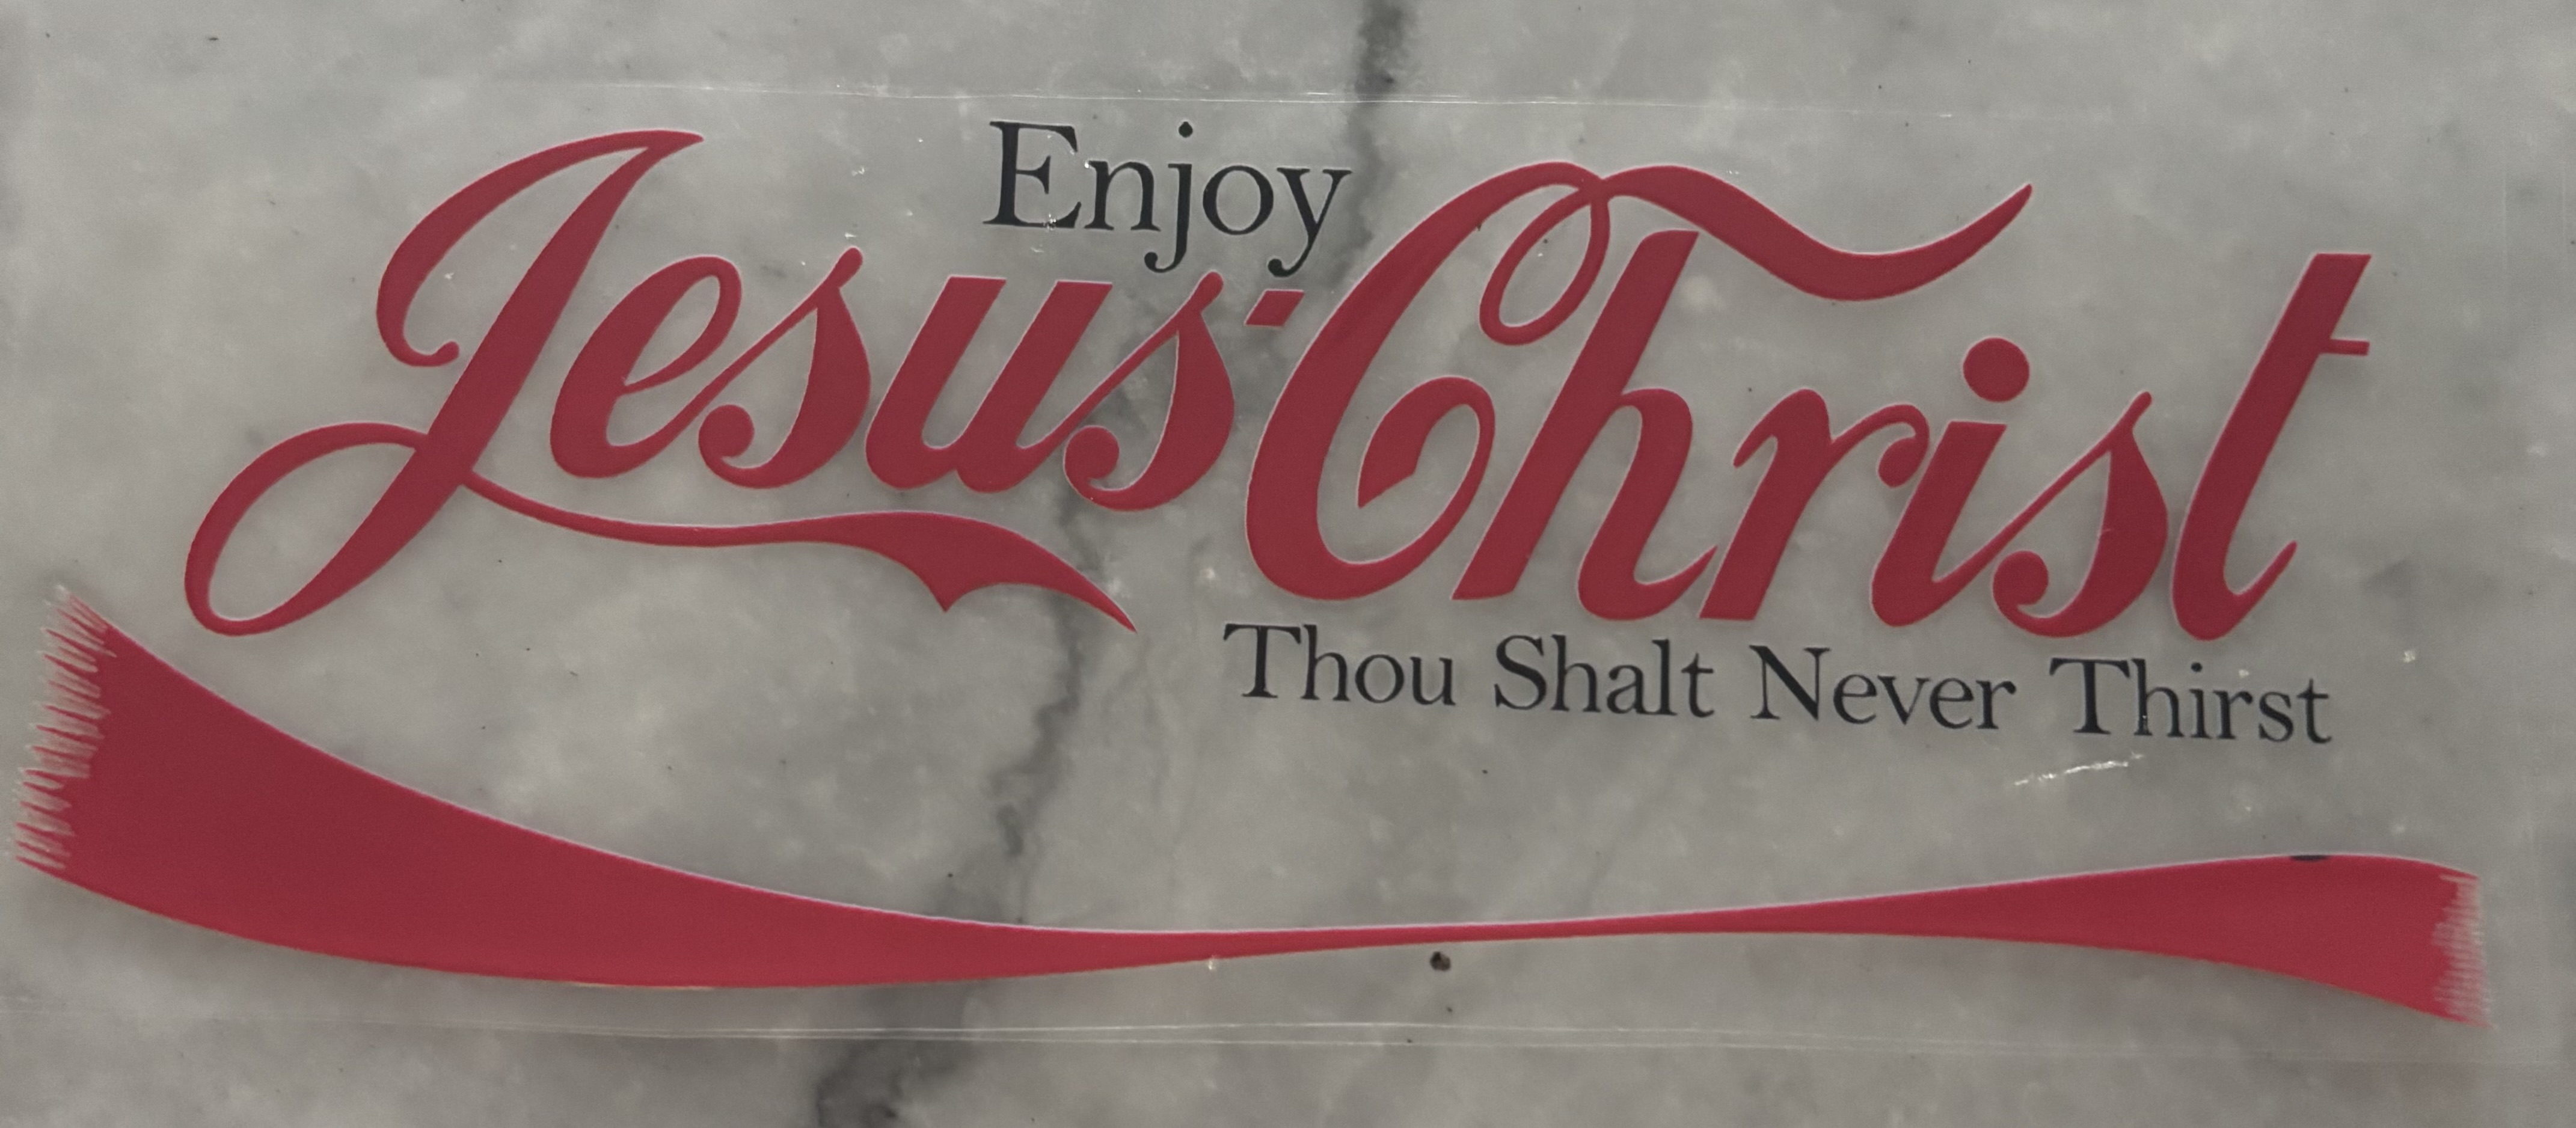 Enjoy
Jesus Christ
Thou Shalt Never Thirst